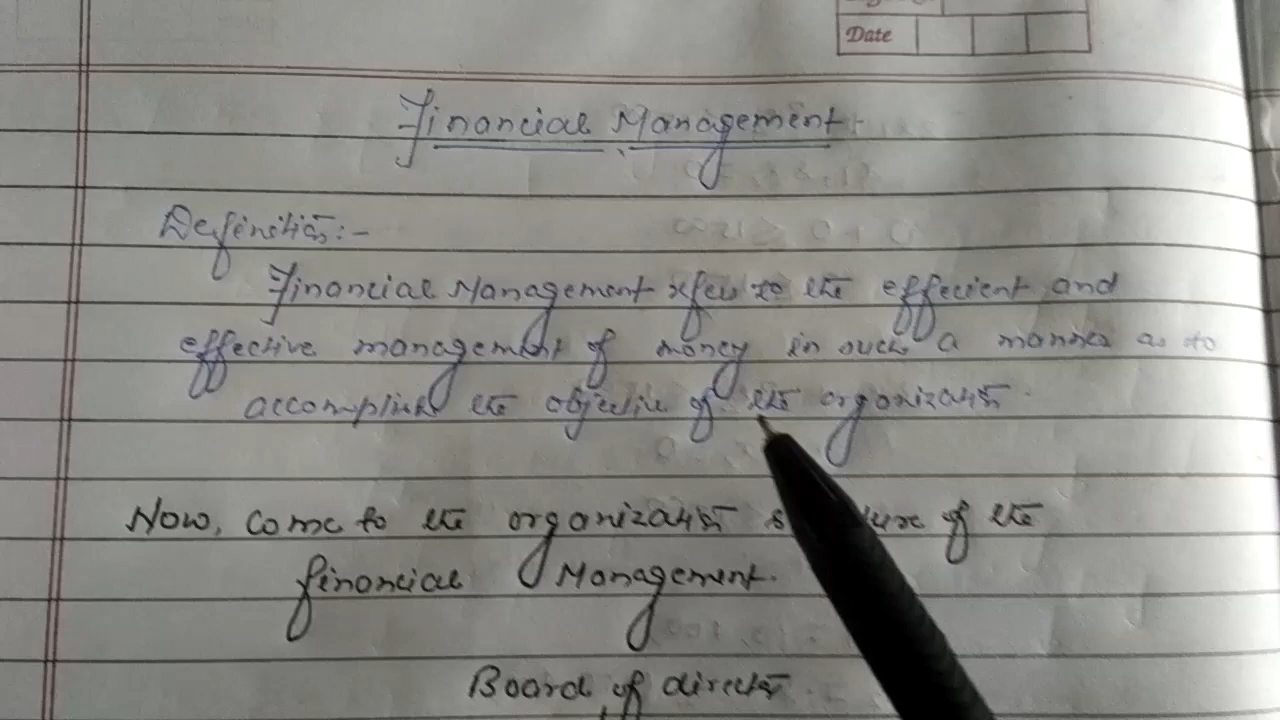 Date
Financial Management
Definition:-
Financial Management refers to the effecient and
effective management of money in such a manner as to
accomplish the objective of the organization.
Now, come to the organization of the
financial Management.
Board of director